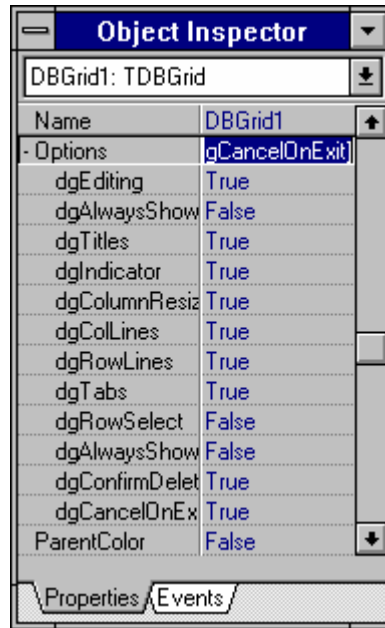 Object Inspector
DBGrid1: TDBGrid
Name DBGrid1
- Options gCancelOnExit]
dgEditing True
dgAlwaysShow False
dgTitles True
dgIndicator True
dgColumnResiz True
dgColLines True
dgRowLines True
dgTabs True
dgRowSelect False
dgAlwaysShow False
dgConfirmDelet True
dgCancelOnEx True
ParentColor False
Properties Events